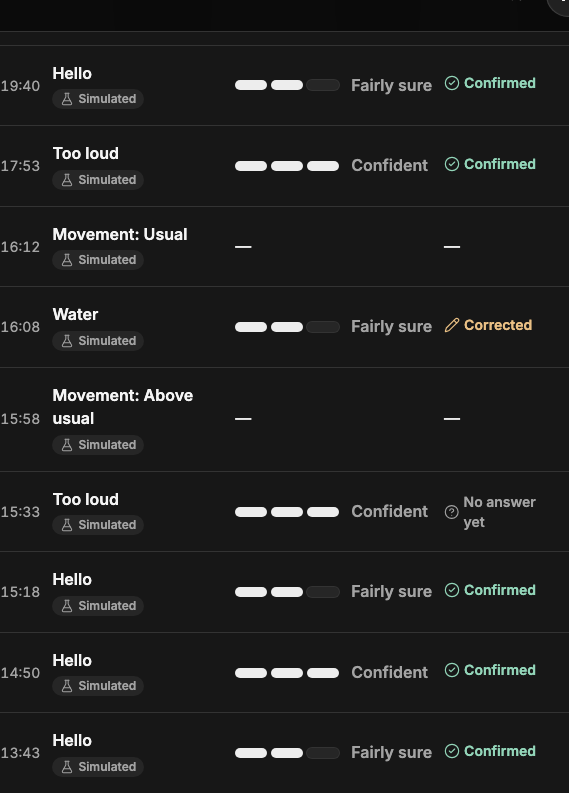 19:40 Hello Fairly sure Confirmed
Simulated
17:53 Too loud Confident Confirmed
Simulated
16:12 Movement: Usual — —
Simulated
16:08 Water Fairly sure Corrected
Simulated
15:58 Movement: Above — —
usual
Simulated
15:33 Too loud Confident No answer
yet
Simulated
15:18 Hello Fairly sure Confirmed
Simulated
14:50 Hello Confident Confirmed
Simulated
13:43 Hello Fairly sure Confirmed
Simulated